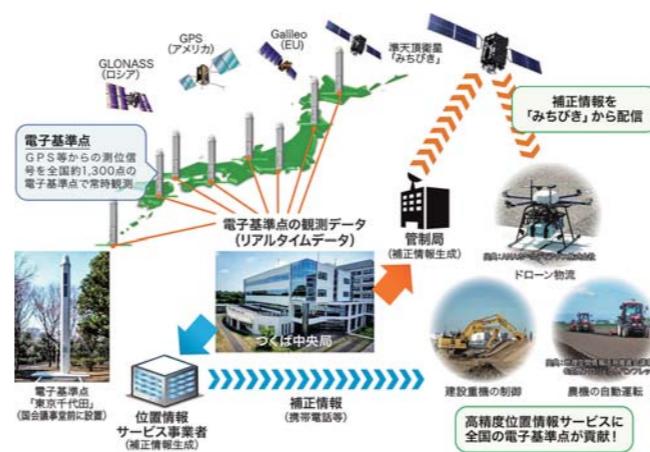 GLONASS
(ロシア)
GPS
(アメリカ)
Galileo
(EU)
準天頂衛星
「みちびき」
補正情報を
「みちびき」から配信
電子基準点
GPS等からの測位信
号を全国約1,300点の
電子基準点で常時観測
電子基準点の観測データ
(リアルタイムデータ)
管制局
(補正情報生成)
ドローン物流
つくば中央局
建設重機の制御
農機の自動運転
電子基準点
「東京千代田」
(国会議事堂前に設置)
位置情報
サービス事業者
(補正情報生成)
補正情報
(携帯電話等)
高精度位置情報サービスに
全国の電子基準点が貢献!